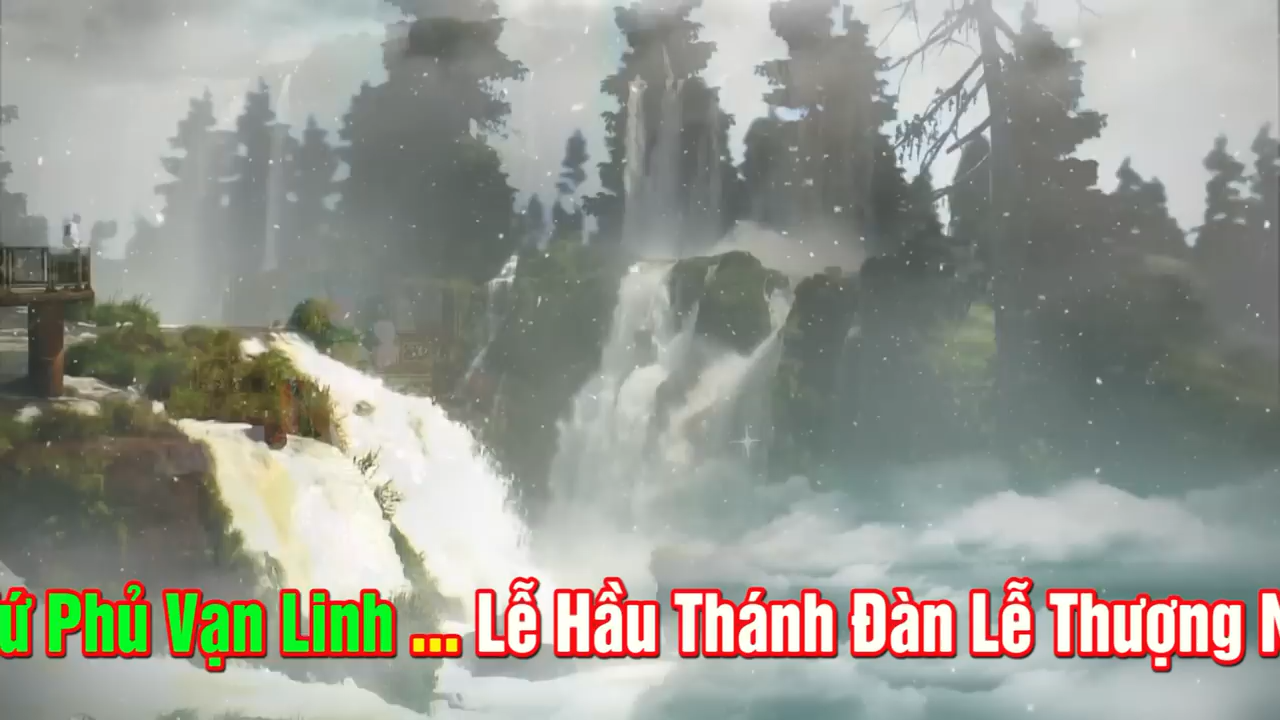 Phủ Vạn Linh ... Lễ Hầu Thánh Đàn Lễ Thượng